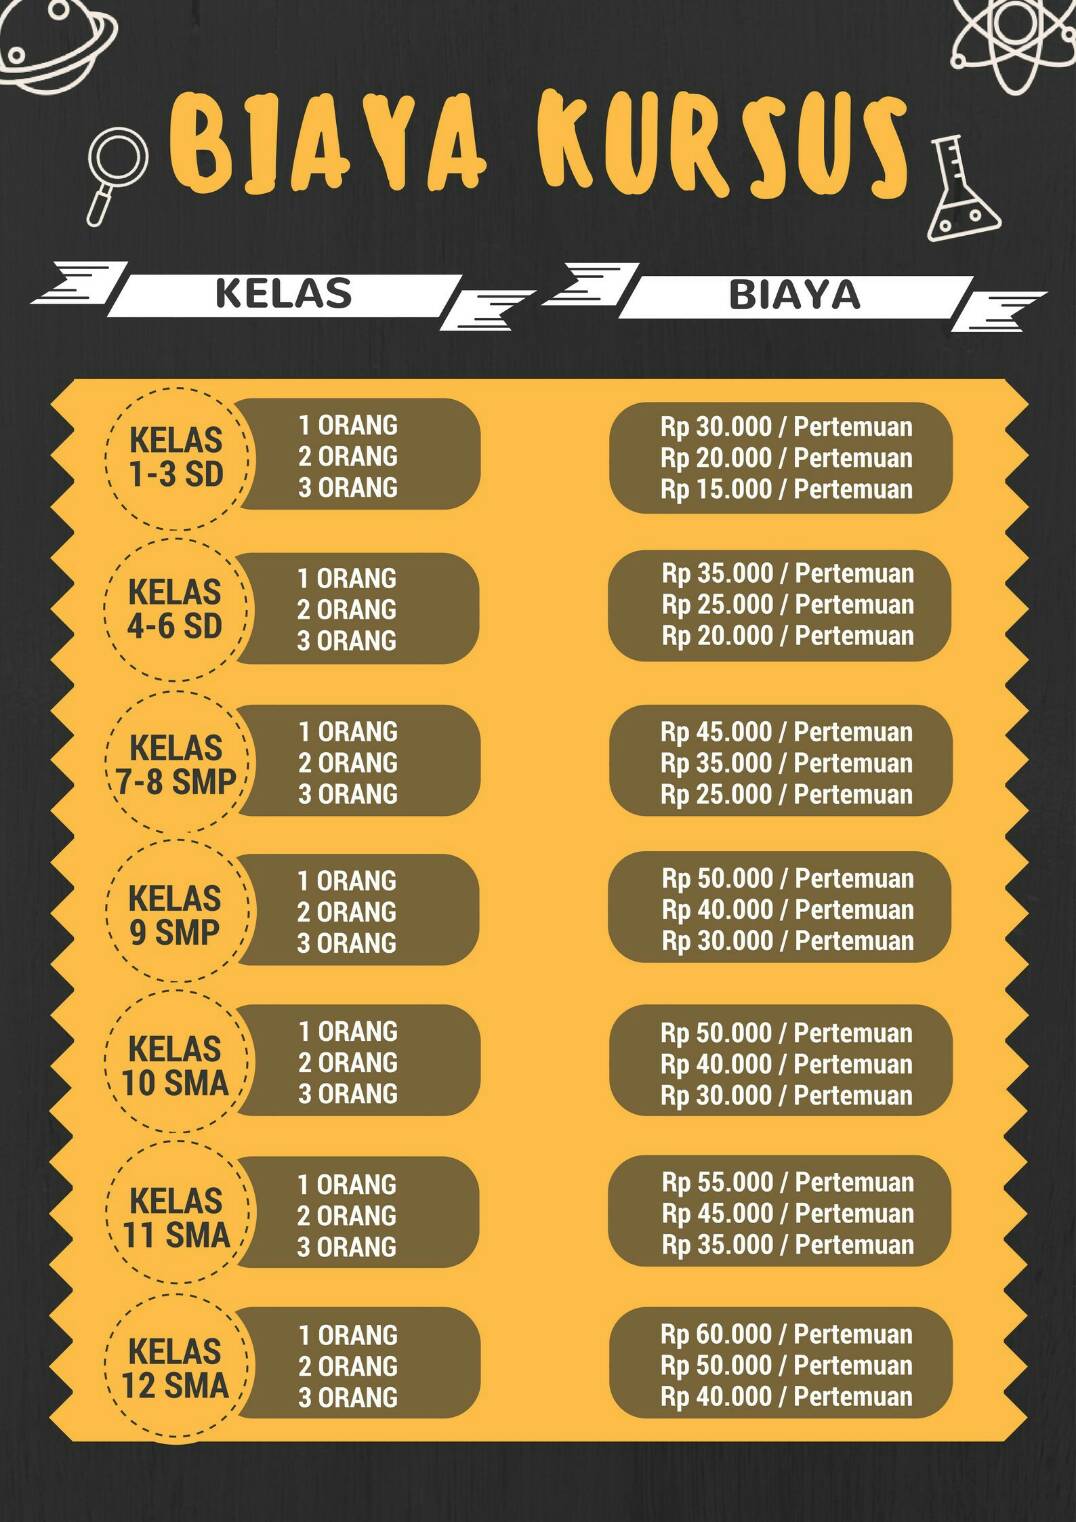 BIAYA KURSUS
KELAS
BIAYA
KELAS
1-3 SD
1 ORANG
2 ORANG
3 ORANG
Rp 30.000 / Pertemuan
Rp 20.000 / Pertemuan
Rp 15.000 / Pertemuan
KELAS
4-6 SD
1 ORANG
2 ORANG
3 ORANG
Rp 35.000 / Pertemuan
Rp 25.000 / Pertemuan
Rp 20.000 / Pertemuan
KELAS
7-8 SMP
1 ORANG
2 ORANG
3 ORANG
Rp 45.000 / Pertemuan
Rp 35.000 / Pertemuan
Rp 25.000 / Pertemuan
KELAS
9 SMP
1 ORANG
2 ORANG
3 ORANG
Rp 50.000 / Pertemuan
Rp 40.000 / Pertemuan
Rp 30.000 / Pertemuan
KELAS
10 SMA
1 ORANG
2 ORANG
3 ORANG
Rp 50.000 / Pertemuan
Rp 40.000 / Pertemuan
Rp 30.000 / Pertemuan
KELAS
11 SMA
1 ORANG
2 ORANG
3 ORANG
Rp 55.000 / Pertemuan
Rp 45.000 / Pertemuan
Rp 35.000 / Pertemuan
KELAS
12 SMA
1 ORANG
2 ORANG
3 ORANG
Rp 60.000 / Pertemuan
Rp 50.000 / Pertemuan
Rp 40.000 / Pertemuan